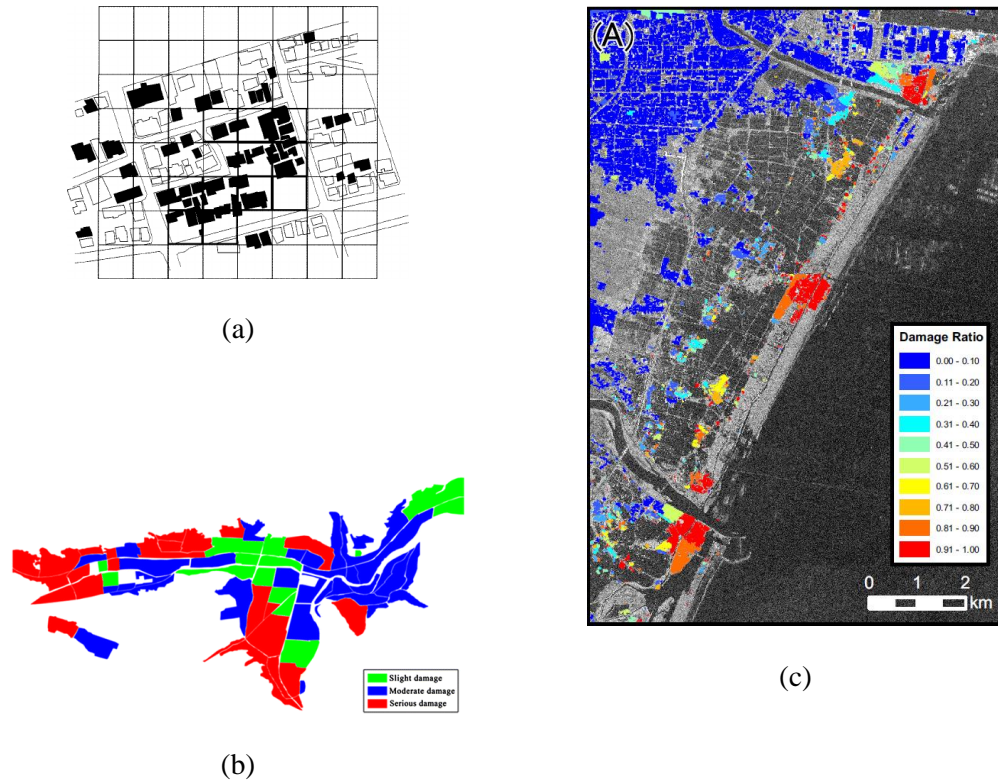 (a)
Slight damage
Moderate damage
Serious damage
(b)
(A)
Damage Ratio
0.00 - 0.10
0.11 - 0.20
0.21 - 0.30
0.31 - 0.40
0.41 - 0.50
0.51 - 0.60
0.61 - 0.70
0.71 - 0.80
0.81 - 0.90
0.91 - 1.00
0 1 2
km
(c)